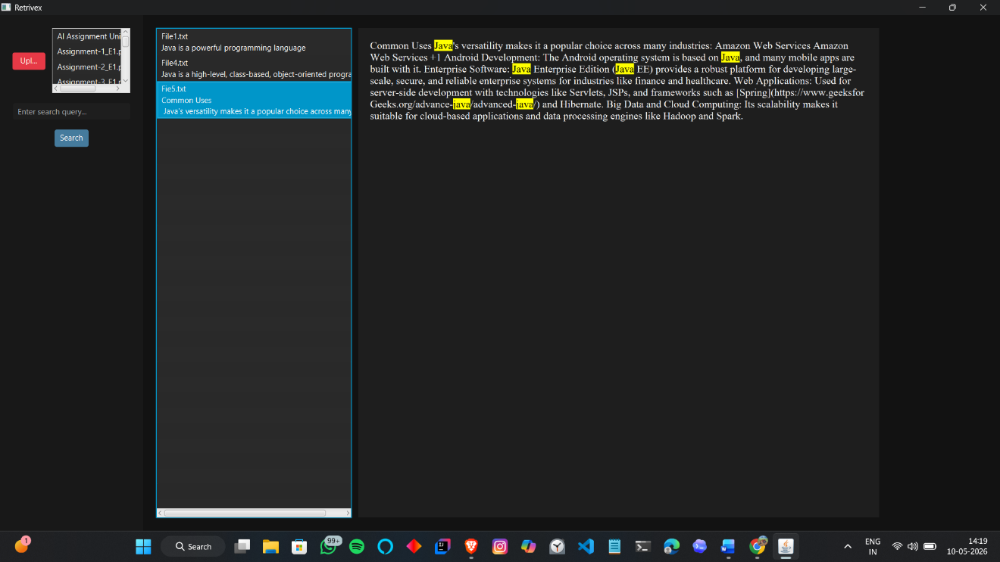 Retrivex
AI Assignment Uni
Assignment-1_E1.p
Assignment-2_E1.p
Assignment-3_E1.p
Upl...
Enter search query...
Search
File1.txt
Java is a powerful programming language
File4.txt
Java is a high-level, class-based, object-oriented progra
Fie5.txt
Common Uses
Java's versatility makes it a popular choice across many
Common Uses Java's versatility makes it a popular choice across many industries: Amazon Web Services Amazon
Web Services +1 Android Development: The Android operating system is based on Java, and many mobile apps are
built with it. Enterprise Software: Java Enterprise Edition (Java EE) provides a robust platform for developing large-
scale, secure, and reliable enterprise systems for industries like finance and healthcare. Web Applications: Used for
server-side development with technologies like Servlets, JSPs, and frameworks such as [Spring](https://www.geeksfor
Geeks.org/advance-java/advanced-java/) and Hibernate. Big Data and Cloud Computing: Its scalability makes it
suitable for cloud-based applications and data processing engines like Hadoop and Spark.
1
Search
99+
ENG
IN
14:19
10-05-2026